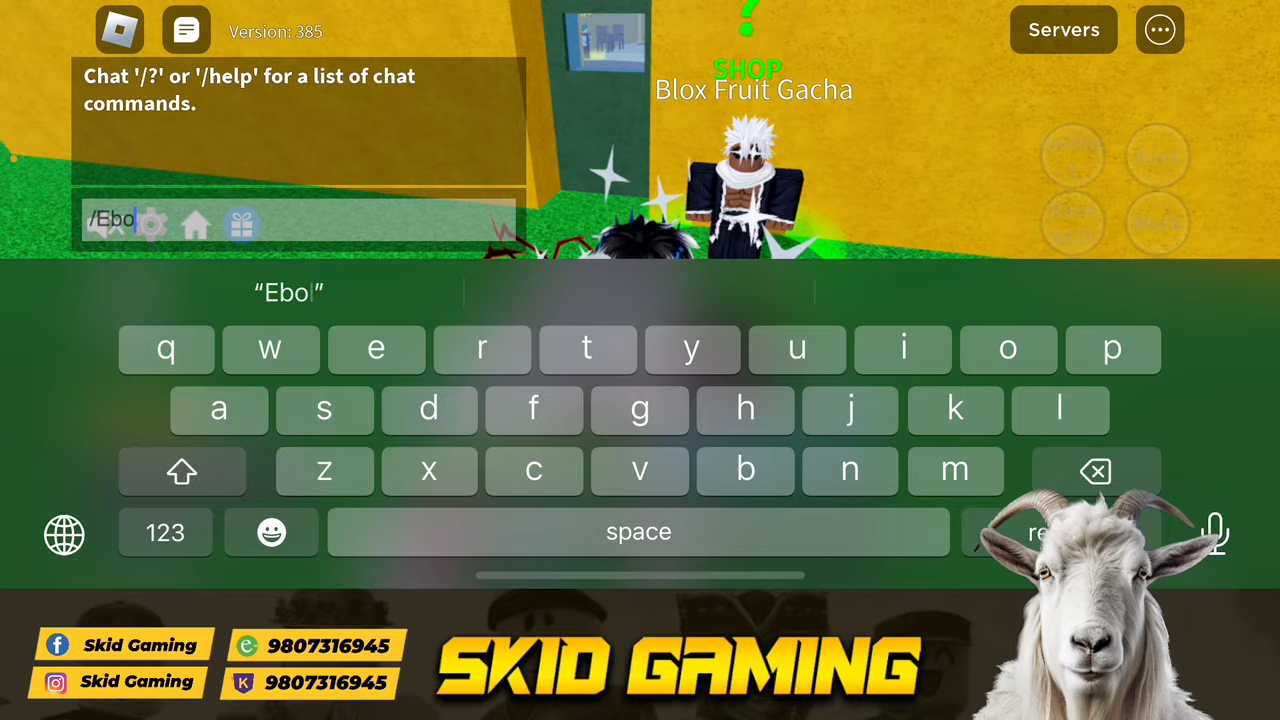 Version: 385
Servers
Chat '/?' or '/help' for a list of chat
commands.
SHOP
Blox Fruit Gacha
/Ebo
“Ebo”
q w e r t y u i o p
a s d f g h j k l
z x c v b n m
123
space
re
Skid Gaming
9807316945
Skid Gaming
9807316945
SKID GAMING